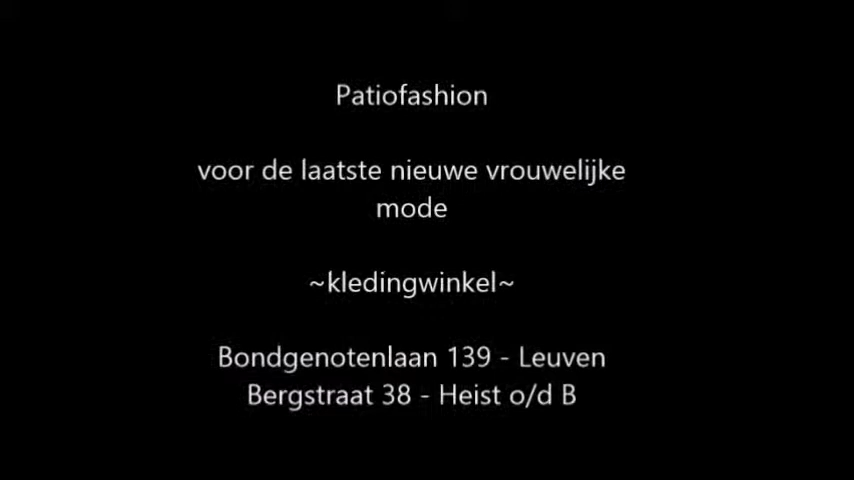 Patiofashion
voor de laatste nieuwe vrouwelijke
mode
~kledingwinkel~
Bondgenotenlaan 139 - Leuven
Bergstraat 38 - Heist o/d B